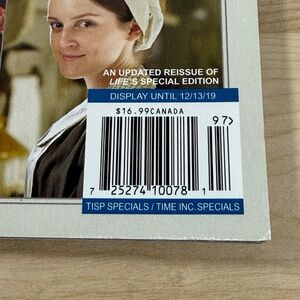 AN UPDATED REISSUE OF
LIFE'S SPECIAL EDITION
DISPLAY UNTIL 12/13/19
$16.99CANADA
97>
7 25274 10078 1
TISP SPECIALS / TIME INC. SPECIALS